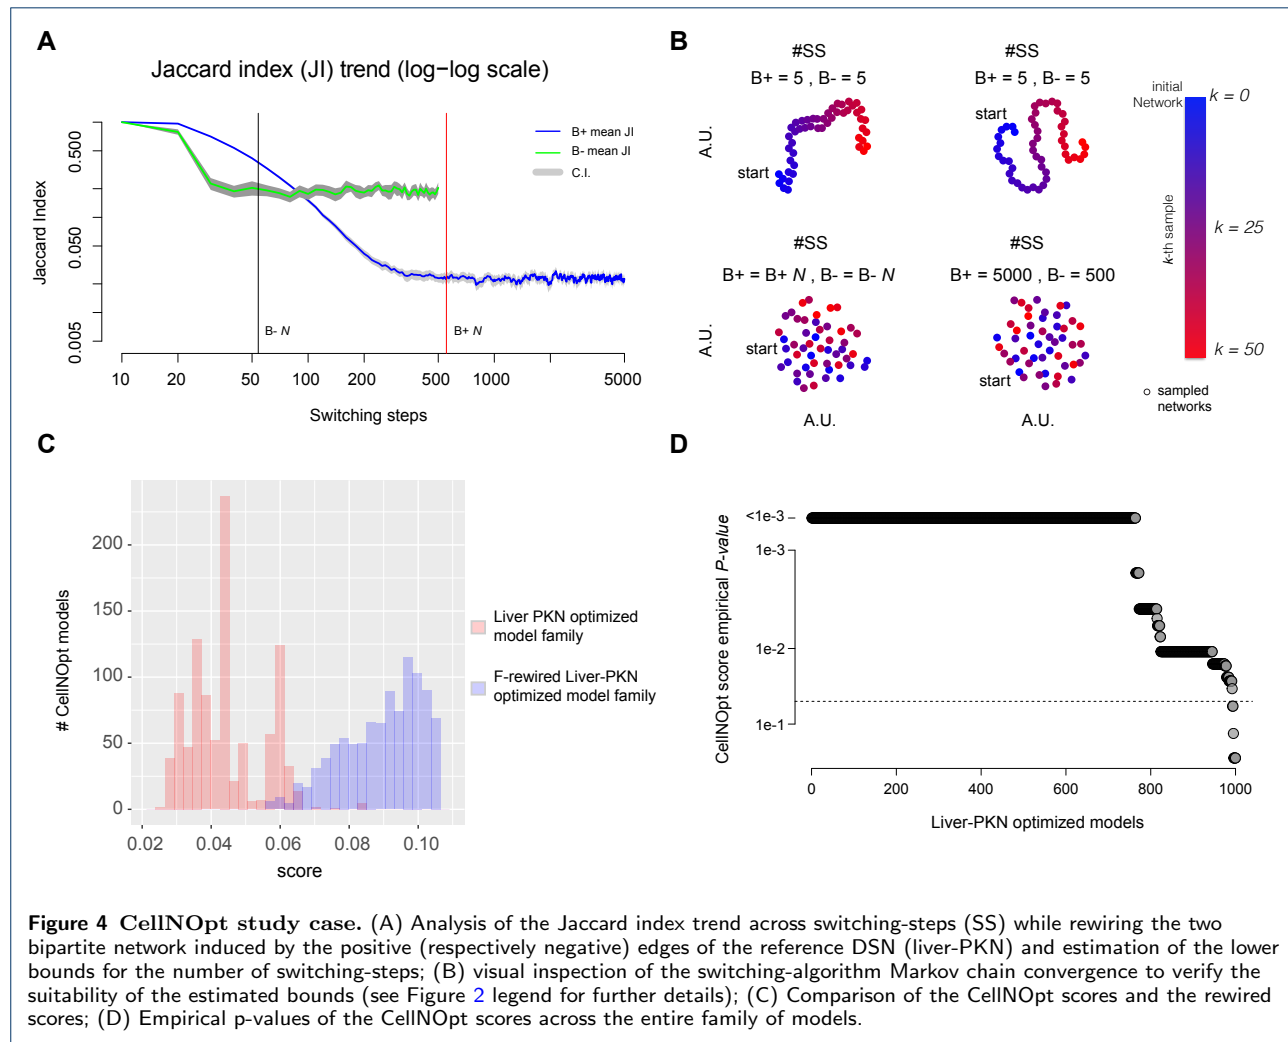 A
Jaccard index (JI) trend (log−log scale)
Jaccard Index
0.500
0.050
0.005
B+ mean JI
B- mean JI
C.I.
B- N
B+ N
10 20 50 100 200 500 1000 5000
Switching steps
B
#SS
B+ = 5 , B- = 5
start
A.U.
#SS
B+ = 5 , B- = 5
start
#SS
B+ = B+ N , B- = B- N
start
A.U.
A.U.
#SS
B+ = 5000 , B- = 500
start
A.U.
initial
Network
k = 0
k-th sample
k = 25
k = 50
sampled
networks
C
# CellNOpt models
200
150
100
50
0
0.02 0.04 0.06 0.08 0.10
score
Liver PKN optimized
model family
F-rewired Liver-PKN
optimized model family
D
CellNOpt score empirical P-value
<1e-3
1e-3
1e-2
1e-1
0 200 400 600 800 1000
Liver-PKN optimized models
Figure 4 CellNOpt study case. (A) Analysis of the Jaccard index trend across switching-steps (SS) while rewiring the two
bipartite network induced by the positive (respectively negative) edges of the reference DSN (liver-PKN) and estimation of the lower
bounds for the number of switching-steps; (B) visual inspection of the switching-algorithm Markov chain convergence to verify the
suitability of the estimated bounds (see Figure 2 legend for further details); (C) Comparison of the CellNOpt scores and the rewired
scores; (D) Empirical p-values of the CellNOpt scores across the entire family of models.